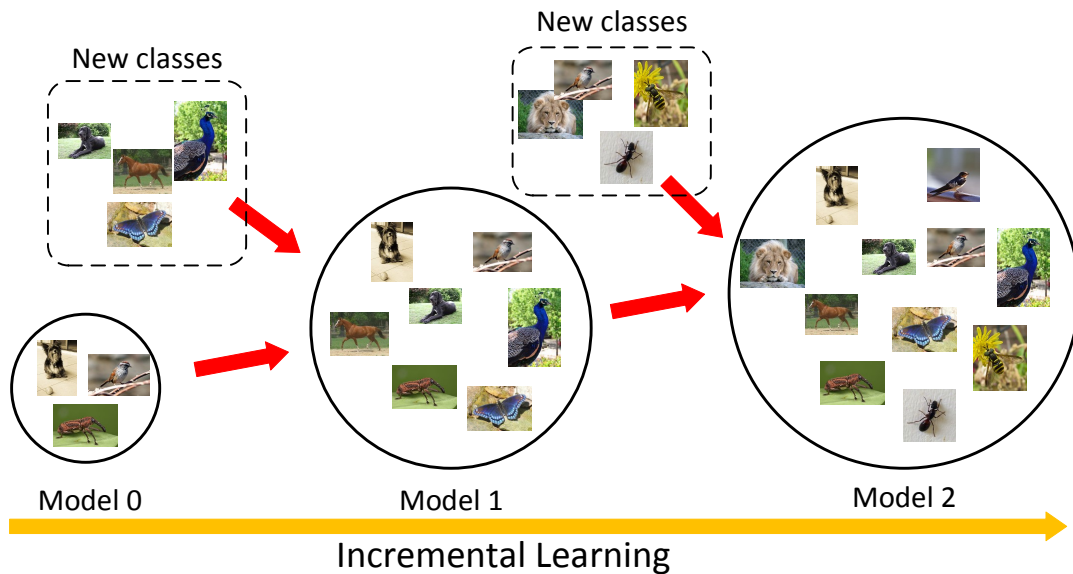 New classes
New classes
Model 0
Model 1
Model 2
Incremental Learning